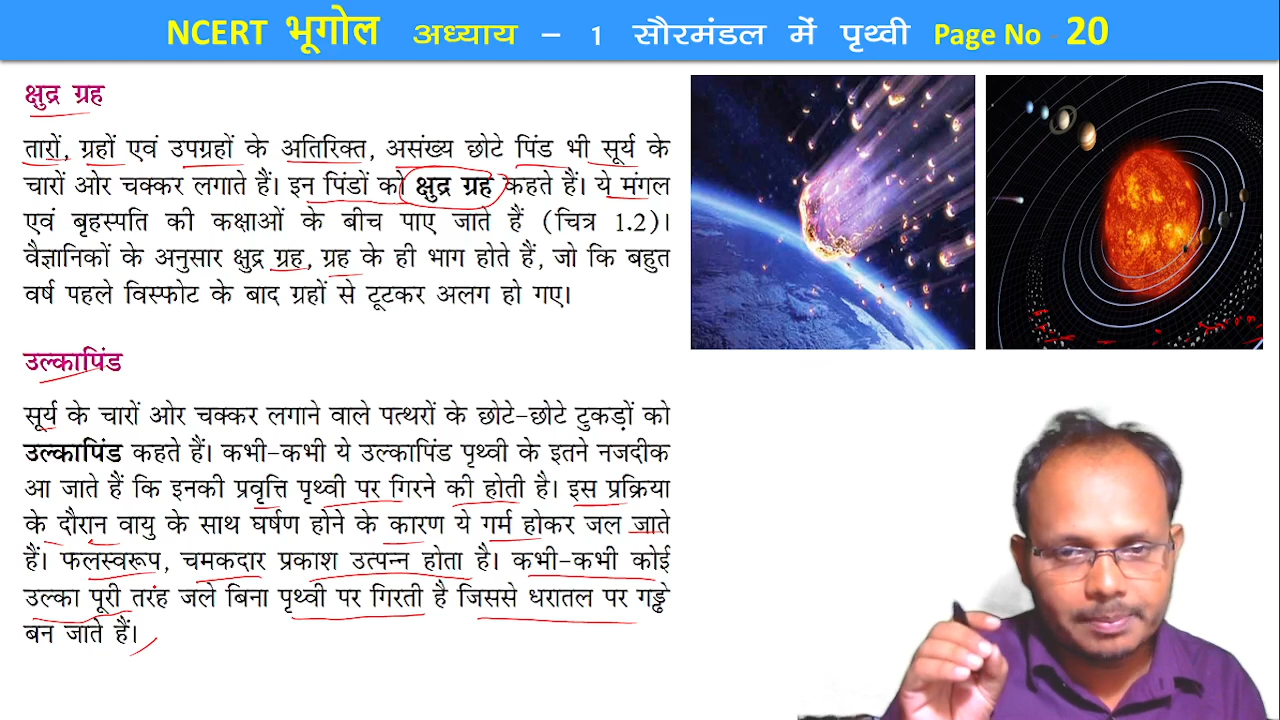 NCERT भूगोल अध्याय - 1 सौरमंडल में पृथ्वी Page No - 20
क्षुद्र ग्रह
तारों, ग्रहों एवं उपग्रहों के अतिरिक्त, असंख्य छोटे पिंड भी सूर्य के
चारों ओर चक्कर लगाते हैं। इन पिंडों को क्षुद्र ग्रह कहते हैं। ये मंगल
एवं बृहस्पति की कक्षाओं के बीच पाए जाते हैं (चित्र 1.2)।
वैज्ञानिकों के अनुसार क्षुद्र ग्रह, ग्रह के ही भाग होते हैं, जो कि बहुत
वर्ष पहले विस्फोट के बाद ग्रहों से टूटकर अलग हो गए।
उल्कापिंड
सूर्य के चारों ओर चक्कर लगाने वाले पत्थरों के छोटे-छोटे टुकड़ों को
उल्कापिंड कहते हैं। कभी-कभी ये उल्कापिंड पृथ्वी के इतने नजदीक
आ जाते हैं कि इनकी प्रवृत्ति पृथ्वी पर गिरने की होती है। इस प्रक्रिया
के दौरान वायु के साथ घर्षण होने के कारण ये गर्म होकर जल जाते
हैं। फलस्वरूप, चमकदार प्रकाश उत्पन्न होता है। कभी-कभी कोई
उल्का पूरी तरंह जले बिना पृथ्वी पर गिरती है जिससे धरातल पर गड्ढे
बन जाते हैं।